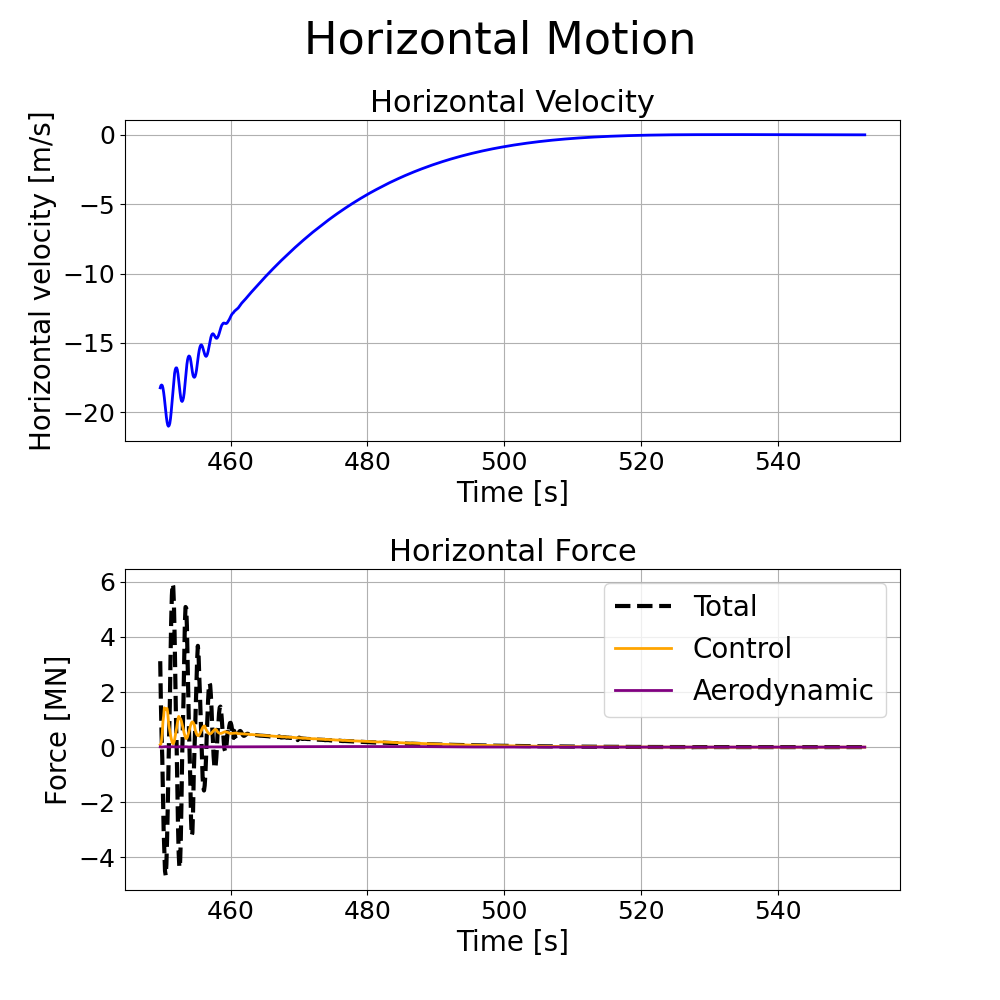 Horizontal Motion
Horizontal Velocity
Horizontal velocity [m/s]
0
−5
−10
−15
−20
460 480 500 520 540
Time [s]
Horizontal Force
Force [MN]
6
4
2
0
−2
−4
Total
Control
Aerodynamic
460 480 500 520 540
Time [s]